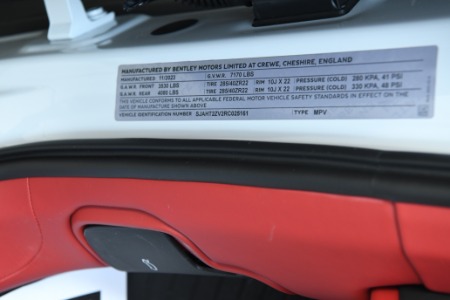 MANUFACTURED BY BENTLEY MOTORS LIMITED AT CREWE, CHESHIRE, ENGLAND
MANUFACTURED 11/2023 G.V.W.R. 7170 LBS
G.A.W.R FRONT LBS TIRE 285/40ZR22 RIM 10J X 22 PRESSURE (COLD) 280 KPA, 41 PSI
G.A.W.R REAR LBS TIRE 285/40ZR22 RIM 10J X 22 PRESSURE (COLD) 330 KPA, 48 PSI
THE VEHICLE CONFORMS TO ALL APPLICABLE FEDERAL MOTOR VEHICLE SAFETY STANDARDS IN EFFECT ON THE
DATE OF MANUFACTURE SHOWN ABOVE
VEHICLE IDENTIFICATION NUMBER TYPE MPV